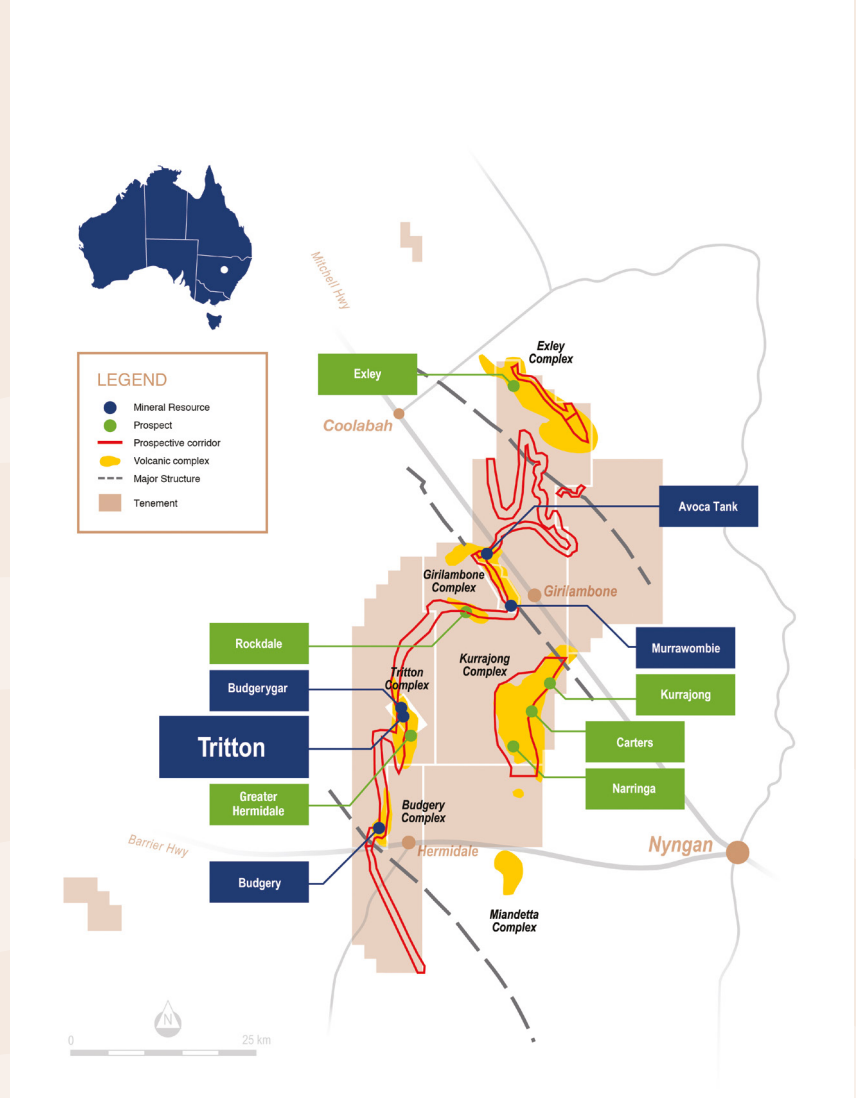 Mitchell Hwy
Exley
Complex
Exley
LEGEND
Mineral Resource
Prospect
Prospective corridor
Volcanic complex
Major Structure
Tenement
Coolabah
Avoca Tank
Girilambone
Complex
Girilambone
Rockdale
Murrawombie
Kurrajong
Complex
Tritton
Complex
Budgerygar
Kurrajong
Tritton
Carters
Narringa
Greater
Hermidale
Budgery
Complex
Barrier Hwy
Hermidale
Nyngan
Budgery
Miandetta
Complex
N
0
25 km